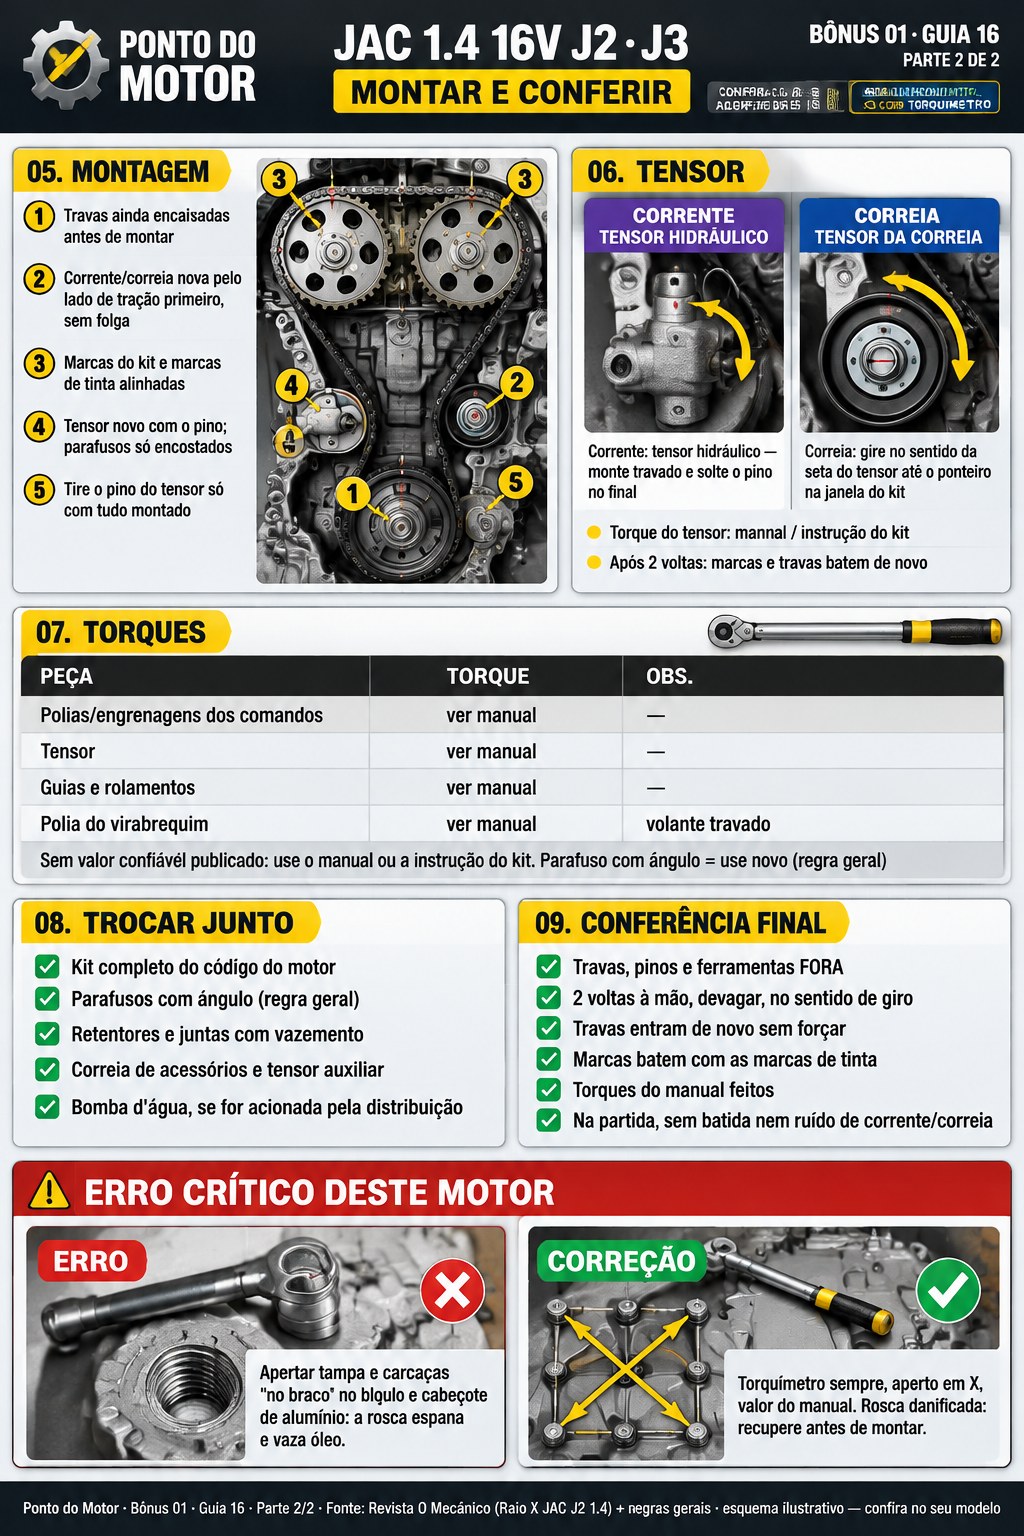 PONTO DO
MOTOR
JAC 1.4 16V J2 · J3
MONTAR E CONFERIR
BÔNUS 01 · GUIA 16
PARTE 2 DE 2
COM TORQUIMETRO
05. MONTAGEM
1
Travas ainda encaisadas
antes de montar
2
Corrente/correia nova pelo
lado de tração primeiro,
sem folga
3
Marcas do kit e marcas
de tinta alinhadas
4
Tensor novo com o pino;
parafusos só encostados
5
Tire o pino do tensor só
com tudo montado
3
3
4
2
1
5
06. TENSOR
CORRENTE
TENSOR HIDRÁULICO
Corrente: tensor hidráulico —
monte travado e solte o pino
no final
CORREIA
TENSOR DA CORREIA
Correia: gire no sentido da
seta do tensor até o ponteiro
na janela do kit
Torque do tensor: mannal / instrução do kit
Após 2 voltas: marcas e travas batem de novo
07. TORQUES
PEÇA TORQUE OBS.
Polias/engrenagens dos comandos ver manual —
Tensor ver manual —
Guias e rolamentos ver manual —
Polia do virabrequim ver manual volante travado
Sem valor confiávél publicado: use o manual ou a instrução do kit. Parafuso com ángulo = use novo (regra geral)
08. TROCAR JUNTO
Kit completo do código do motor
Parafusos com ángulo (regra geral)
Retentores e juntas com vazemento
Correia de acessórios e tensor auxiliar
Bomba d'água, se for acionada pela distribuição
09. CONFERÊNCIA FINAL
Travas, pinos e ferramentas FORA
2 voltas à mão, devagar, no sentido de giro
Travas entram de novo sem forçar
Marcas batem com as marcas de tinta
Torques do manual feitos
Na partida, sem batida nem ruído de corrente/correia
ERRO CRÍTICO DESTE MOTOR
ERRO
Apertar tampa e carcaças
"no braco" no blqulo e cabeçote
de alumínio: a rosca espana
e vaza óleo.
CORREÇÃO
Torquímetro sempre, aperto em X,
valor do manual. Rosca danificada:
recupere antes de montar.
Ponto do Motor · Bónus 01 · Guia 16 · Parte 2/2 · Fonte: Revista O Mecánico (Raio X JAC J2 1.4) + negras gerais · esquema ilustrativo — confira no seu modelo